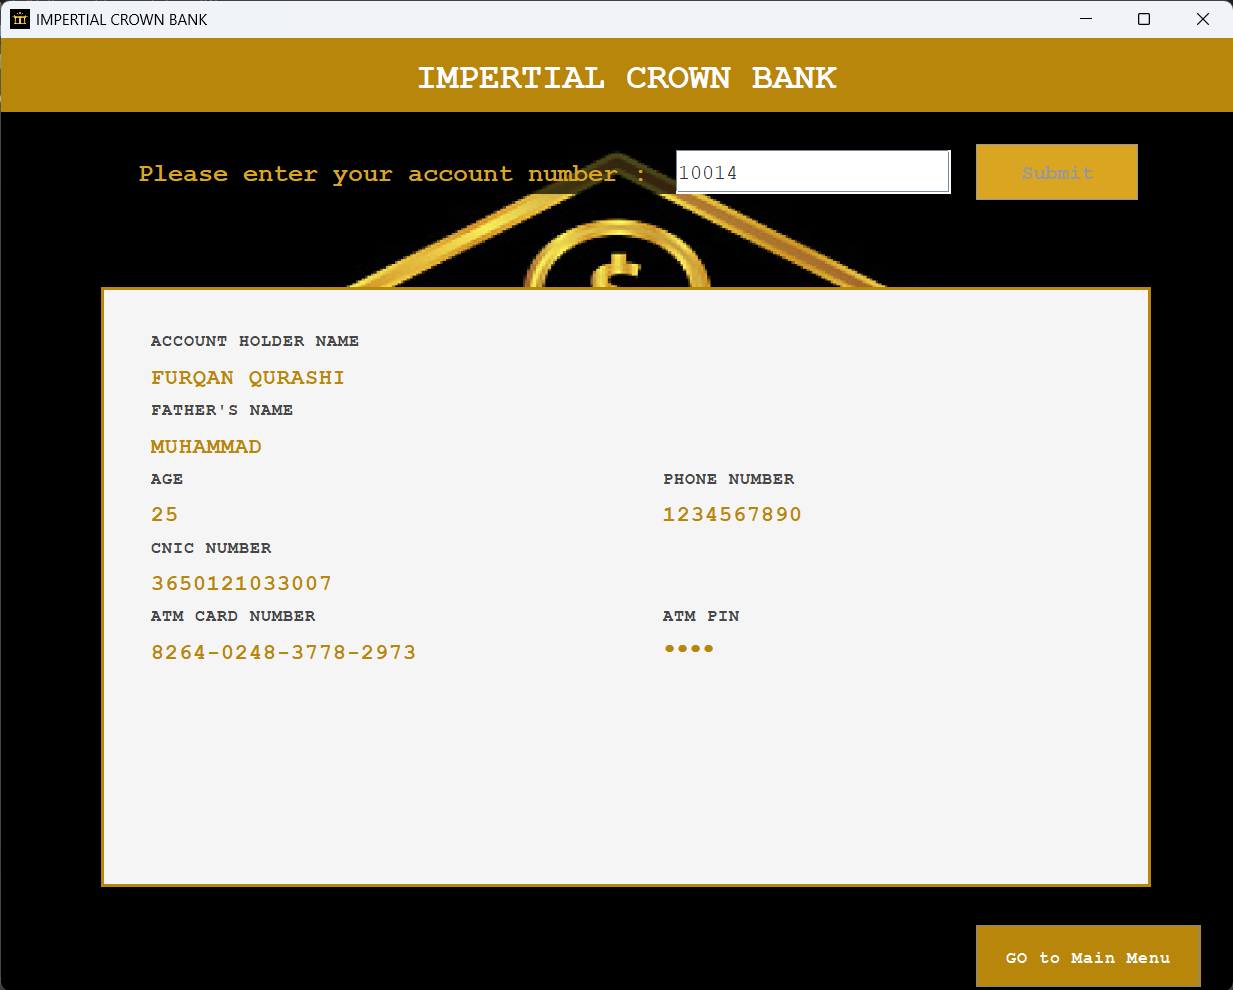 IMPERTIAL CROWN BANK
IMPERTIAL CROWN BANK
Please enter your account number : 10014 Submit
ACCOUNT HOLDER NAME
FURQAN QURASHI
FATHER'S NAME
MUHAMMAD
AGE PHONE NUMBER
25 1234567890
CNIC NUMBER
3650121033007
ATM CARD NUMBER ATM PIN
8264-0248-3778-2973 ••••
GO to Main Menu